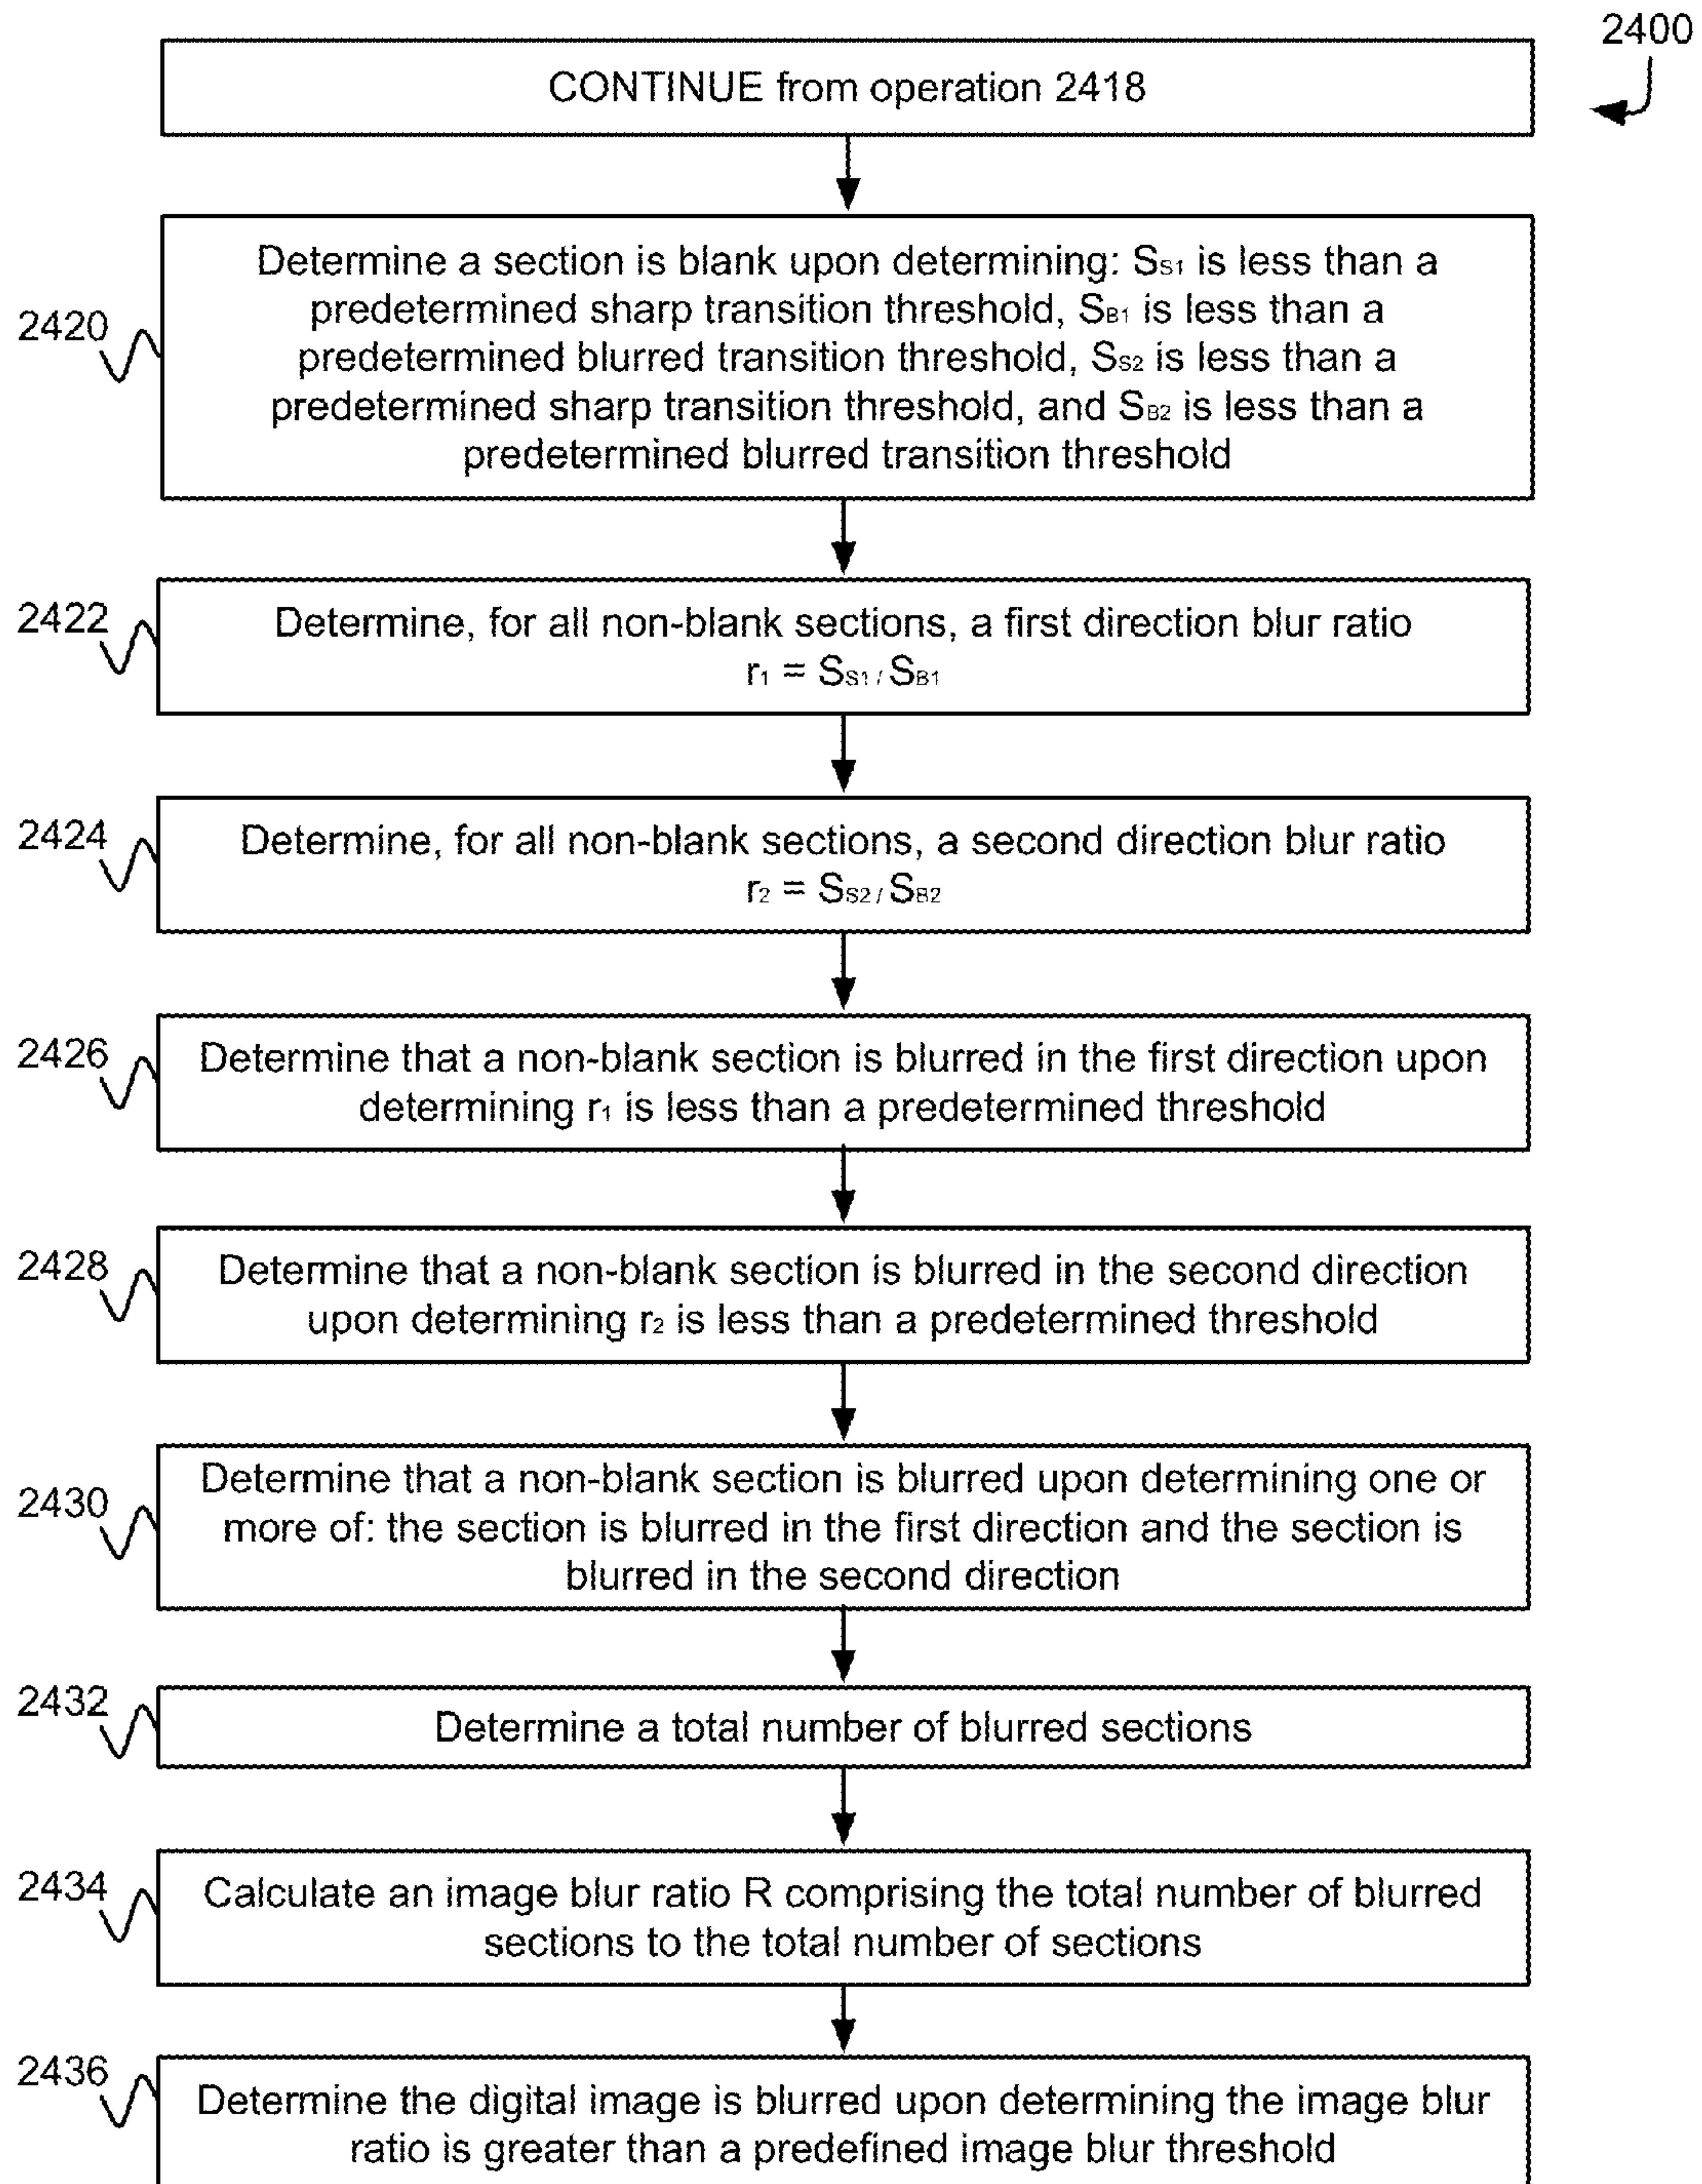 2400
CONTINUE from operation 2418
2420
Determine a section is blank upon determining: SS1 is less than a
predetermined sharp transition threshold, SB1 is less than a
predetermined blurred transition threshold, SS2 is less than a
predetermined sharp transition threshold, and SB2 is less than a
predetermined blurred transition threshold
2422
Determine, for all non-blank sections, a first direction blur ratio
r1 = SS1 / SB1
2424
Determine, for all non-blank sections, a second direction blur ratio
r2 = SS2 / SB2
2426
Determine that a non-blank section is blurred in the first direction upon
determining r1 is less than a predetermined threshold
2428
Determine that a non-blank section is blurred in the second direction
upon determining r2 is less than a predetermined threshold
2430
Determine that a non-blank section is blurred upon determining one or
more of: the section is blurred in the first direction and the section is
blurred in the second direction
2432
Determine a total number of blurred sections
2434
Calculate an image blur ratio R comprising the total number of blurred
sections to the total number of sections
2436
Determine the digital image is blurred upon determining the image blur
ratio is greater than a predefined image blur threshold